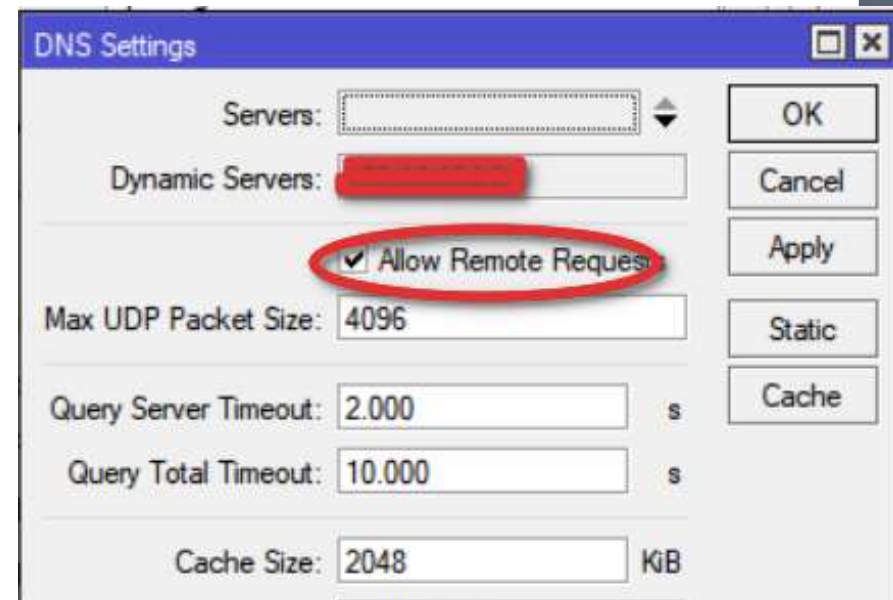 DNS Settings
Servers:
OK
Dynamic Servers:
Cancel
Allow Remote Requests
Apply
Max UDP Packet Size: 4096
Static
Query Server Timeout: 2.000 s
Cache
Query Total Timeout: 10.000 s
Cache Size: 2048 KiB